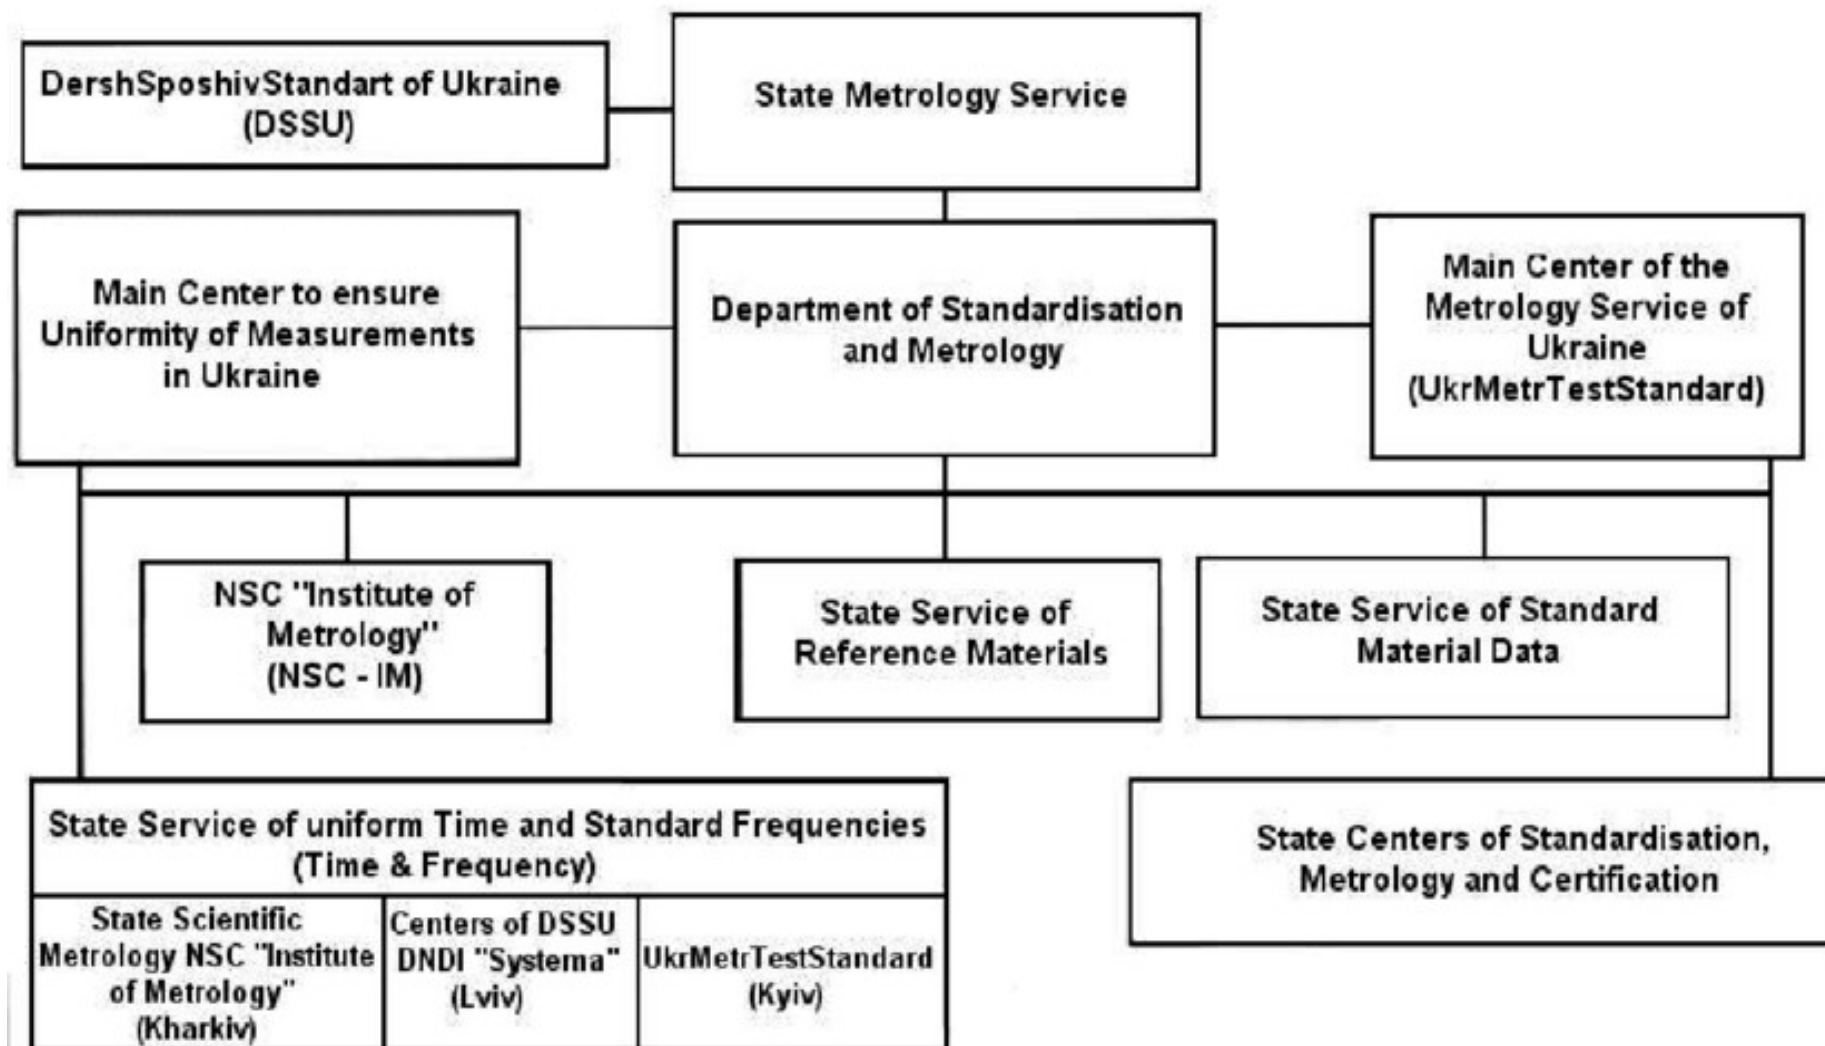 DershSposhivStandart of Ukraine
(DSSU)
State Metrology Service
Main Center to ensure
Uniformity of Measurements
in Ukraine
Department of Standardisation
and Metrology
Main Center of the
Metrology Service of
Ukraine
(UkrMetrTestStandard)
NSC "Institute of
Metrology"
(NSC - IM)
State Service of
Reference Materials
State Service of Standard
Material Data
State Service of uniform Time and Standard Frequencies
(Time & Frequency)
State Scientific
Metrology NSC "Institute
of Metrology"
(Kharkiv)
Centers of DSSU
DNDI "Systema"
(Lviv)
UkrMetrTestStandard
(Kyiv)
State Centers of Standardisation,
Metrology and Certification